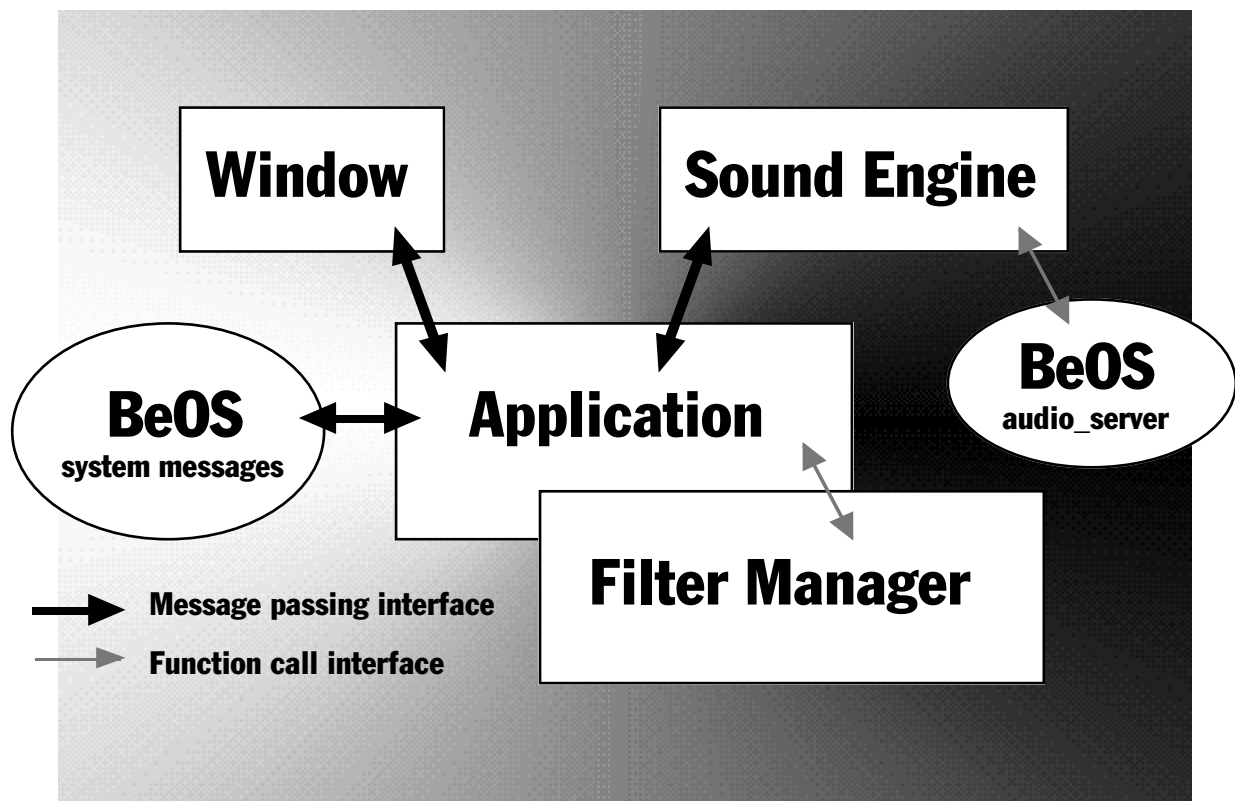 Window
Sound Engine
BeOS
system messages
Application
BeOS
audio_server
Filter Manager
Message passing interface
Function call interface